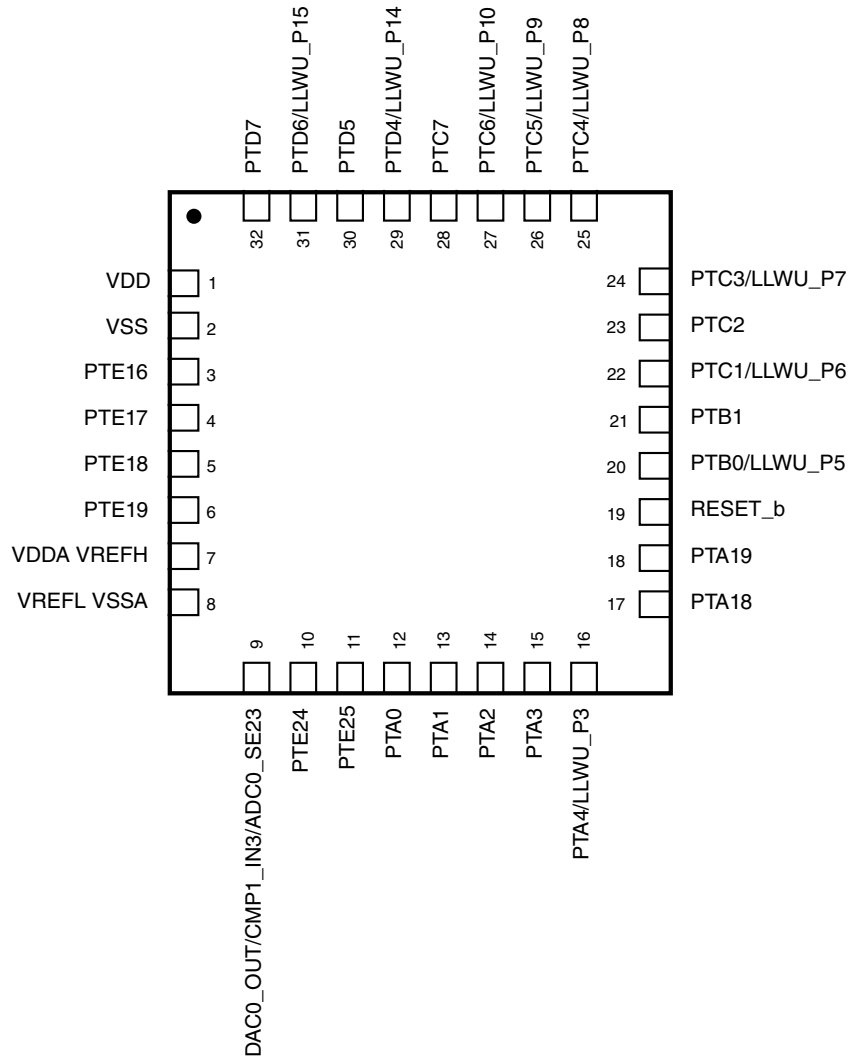 PTD7
PTD6/LLWU_P15
PTD5
PTD4/LLWU_P14
PTC7
PTC6/LLWU_P10
PTC5/LLWU_P9
PTC4/LLWU_P8
32
31
30
29
28
27
26
25
VDD 1
VSS 2
PTE16 3
PTE17 4
PTE18 5
PTE19 6
VDDA VREFH 7
VREFL VSSA 8
24 PTC3/LLWU_P7
23 PTC2
22 PTC1/LLWU_P6
21 PTB1
20 PTB0/LLWU_P5
19 RESET_b
18 PTA19
17 PTA18
9
10
11
12
13
14
15
16
DAC0_OUT/CMP1_IN3/ADC0_SE23
PTE24
PTE25
PTA0
PTA1
PTA2
PTA3
PTA4/LLWU_P3